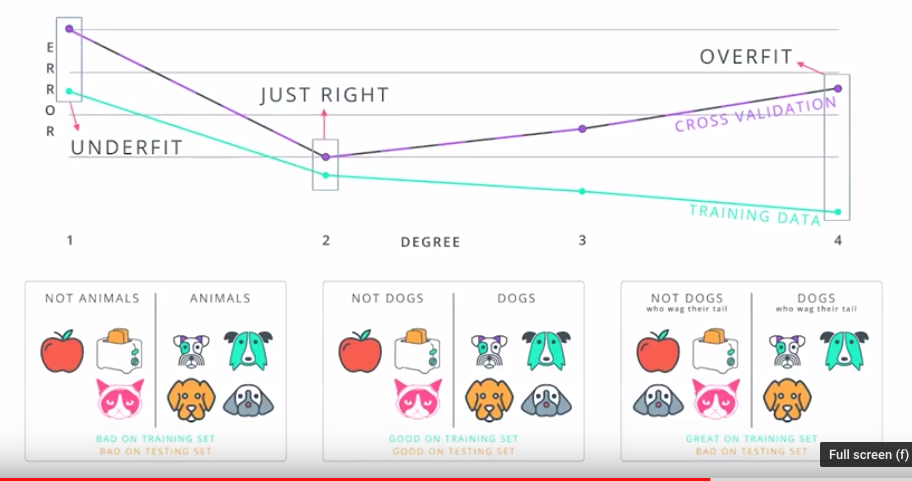 ERROR
OVERFIT
JUST RIGHT
CROSS VALIDATION
UNDERFIT
TRAINING DATA
1 2 DEGREE 3 4
NOT ANIMALS ANIMALS
BAD ON TRAINING SET
BAD ON TESTING SET
NOT DOGS DOGS
GOOD ON TRAINING SET
GOOD ON TESTING SET
NOT DOGS DOGS
who wag their tail who wag their tail
GREAT ON TRAINING SET
BAD ON TESTING SET
Full screen (f)